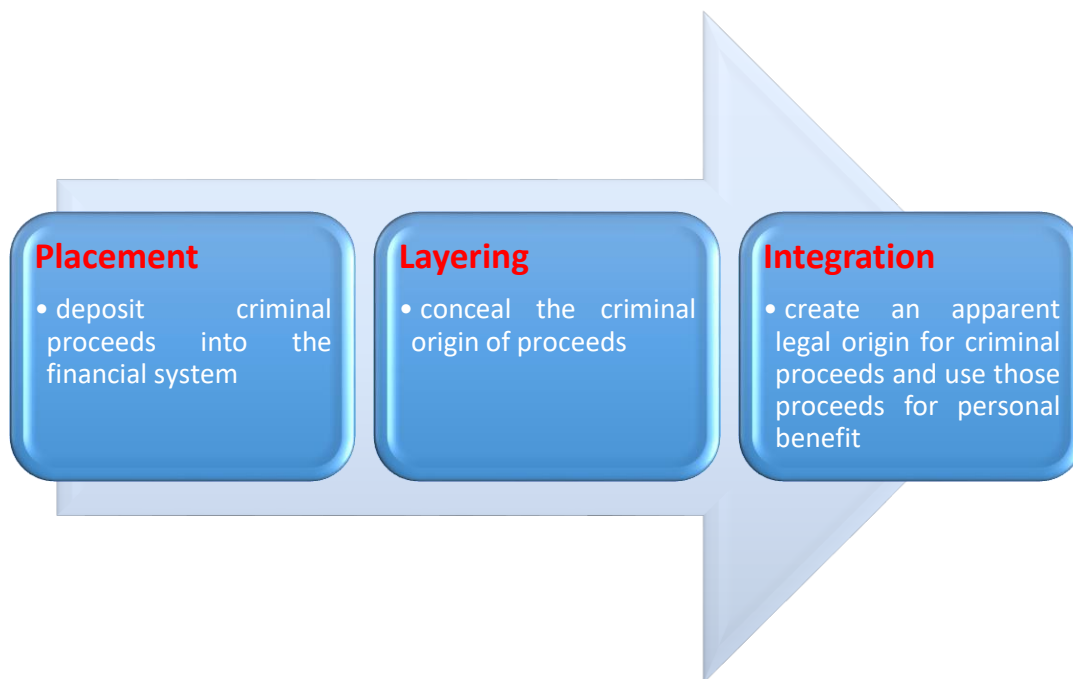 Placement
• deposit criminal
proceeds into the
financial system
Layering
• conceal the criminal
origin of proceeds
Integration
• create an apparent
legal origin for criminal
proceeds and use those
proceeds for personal
benefit